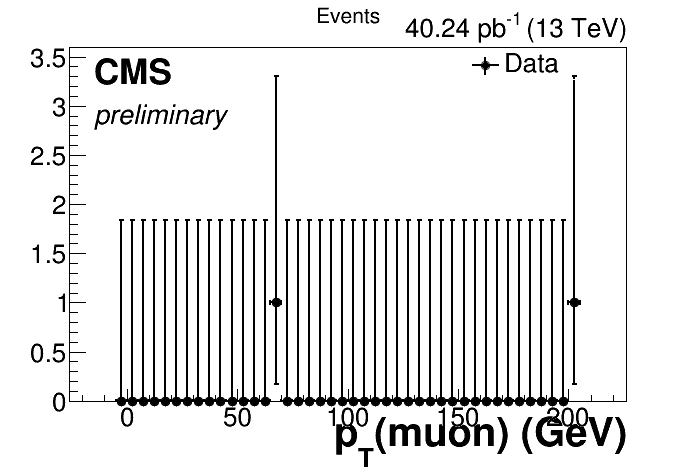 Events
40.24 pb-1 (13 TeV)
CMS
preliminary
Data
3.5
3
2.5
2
1.5
1
0.5
0
0 50 100 150 200
pT(muon) (GeV)